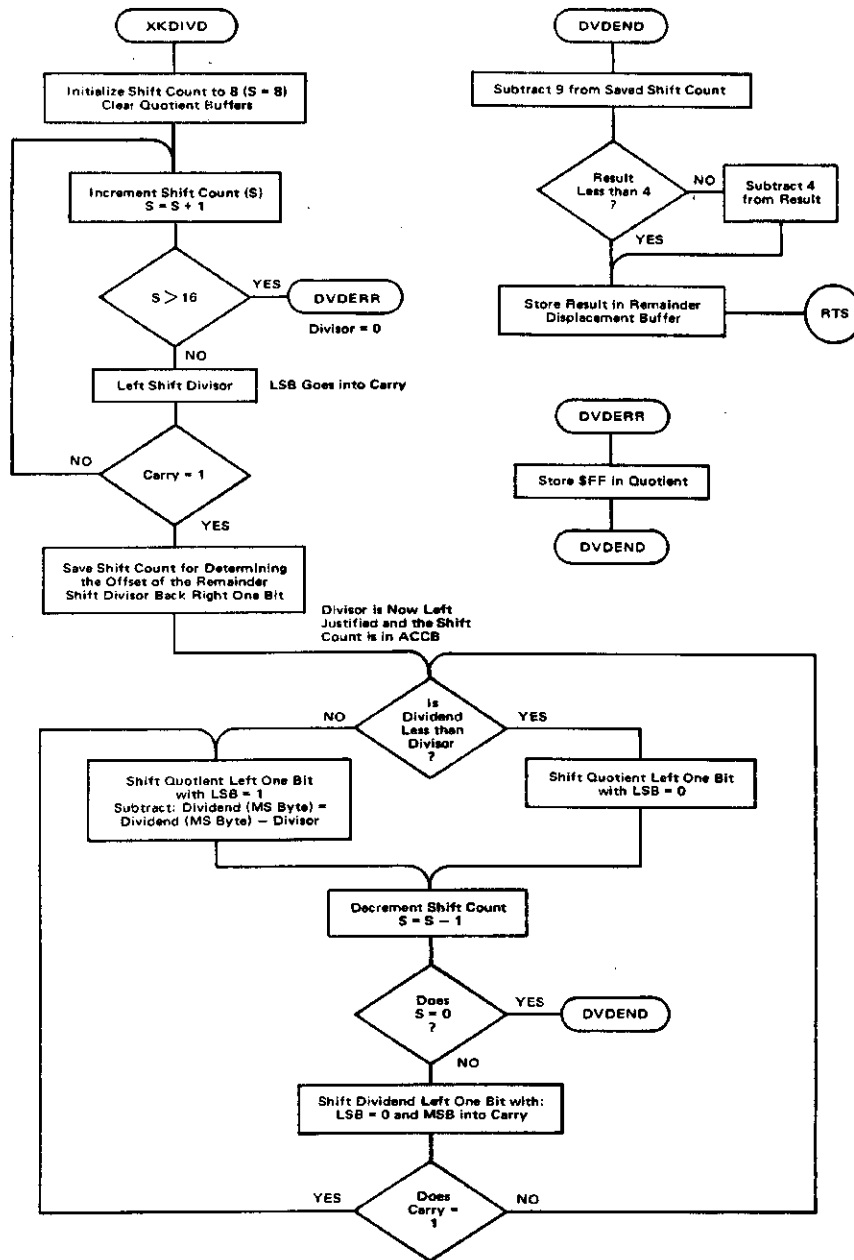 XKDIVD
Initialize Shift Count to 8 (S = 8)
Clear Quotient Buffers
Increment Shift Count (S)
S = S + 1
S > 16
YES
DVDERR
Divisor = 0
NO
Left Shift Divisor
LSB Goes into Carry
NO
Carry = 1
YES
Save Shift Count for Determining
the Offset of the Remainder
Shift Divisor Back Right One Bit
DVDEND
Subtract 9 from Saved Shift Count
Result
Less than 4
?
NO
Subtract 4
from Result
YES
Store Result in Remainder
Displacement Buffer
RTS
DVDERR
Store $FF in Quotient
DVDEND
Divisor is Now Left
Justified and the Shift
Count is in ACCB
Is
Dividend
Less than
Divisor
?
NO
YES
Shift Quotient Left One Bit
with LSB = 1
Subtract: Dividend (MS Byte) =
Dividend (MS Byte) – Divisor
Shift Quotient Left One Bit
with LSB = 0
Decrement Shift Count
S = S – 1
Does
S = 0
?
YES
DVDEND
NO
Shift Dividend Left One Bit with:
LSB = 0 and MSB into Carry
YES
Does
Carry =
1
NO